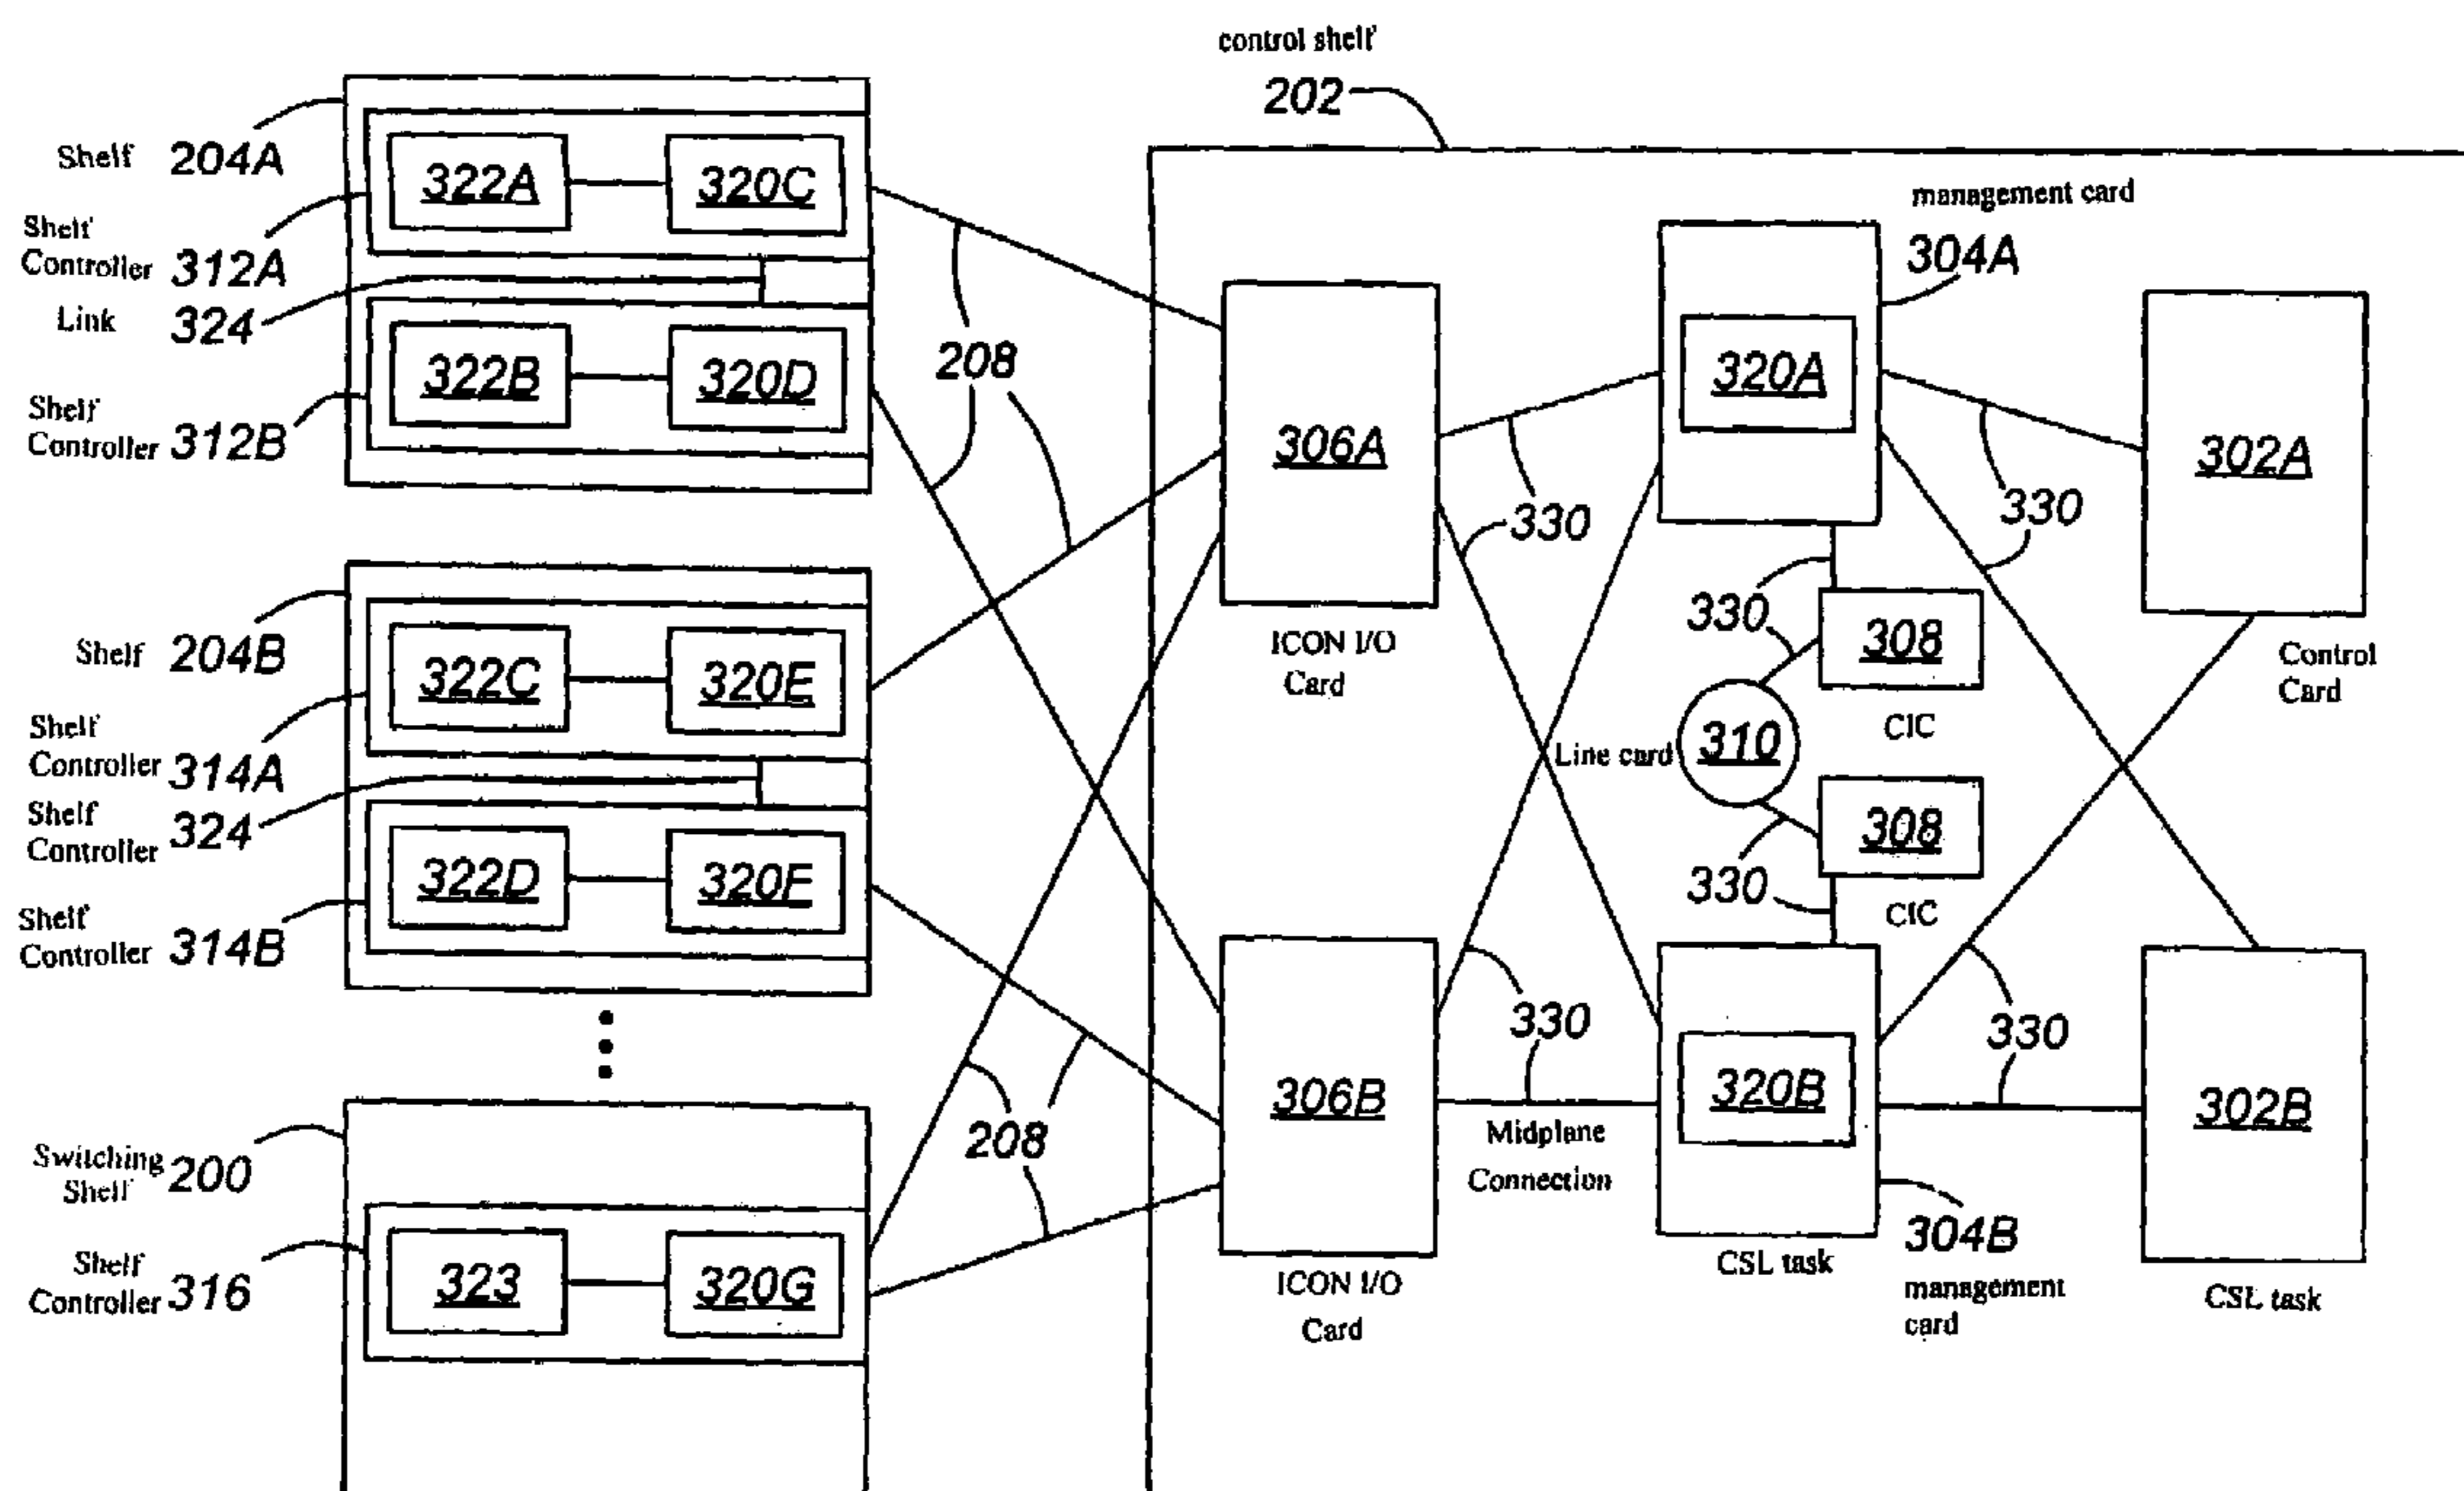 control shelf
202
Shelf 204A
322A
320C
Shelf
Controller 312A
Link 324
322B
320D
Shelf
Controller 312B
208
management card
304A
320A
306A
ICON I/O
Card
330
330
302A
Control
Card
330
308
CIC
Line card 310
308
CIC
330
Shelf 204B
322C
320E
Shelf
Controller 314A
Shelf
Controller 324
322D
320F
Shelf
Controller 314B
208
306B
ICON I/O
Card
330
Midplane
Connection
320B
CSL task
304B
management
card
330
302B
CSL task
Switching
Shelf 200
Shelf
Controller 316
323
320G